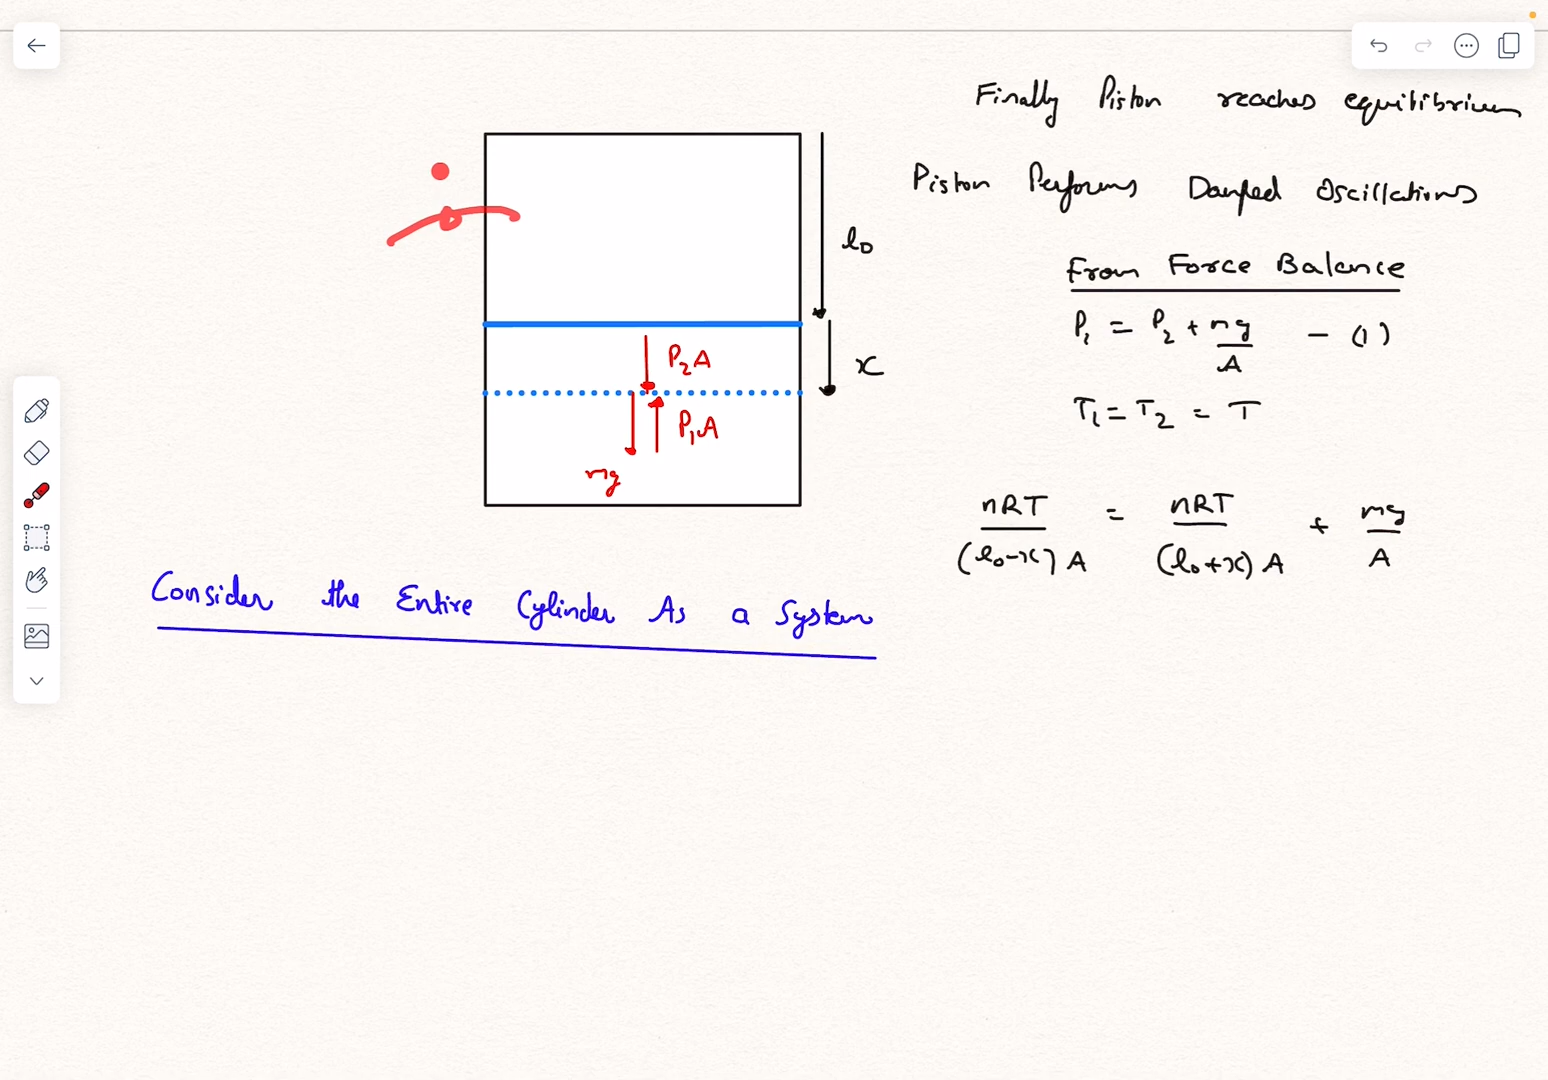 Finally Piston reaches equilibrium
Piston Performs Damped Oscillations
l₀
From Force Balance
P₁ = P₂ + mg/A - (1)
P₂A
x
T₁ = T₂ = T
P₁A
mg
nRT/(l₀-x)A = nRT/(l₀+x)A + mg/A
Consider the Entire Cylinder As a System